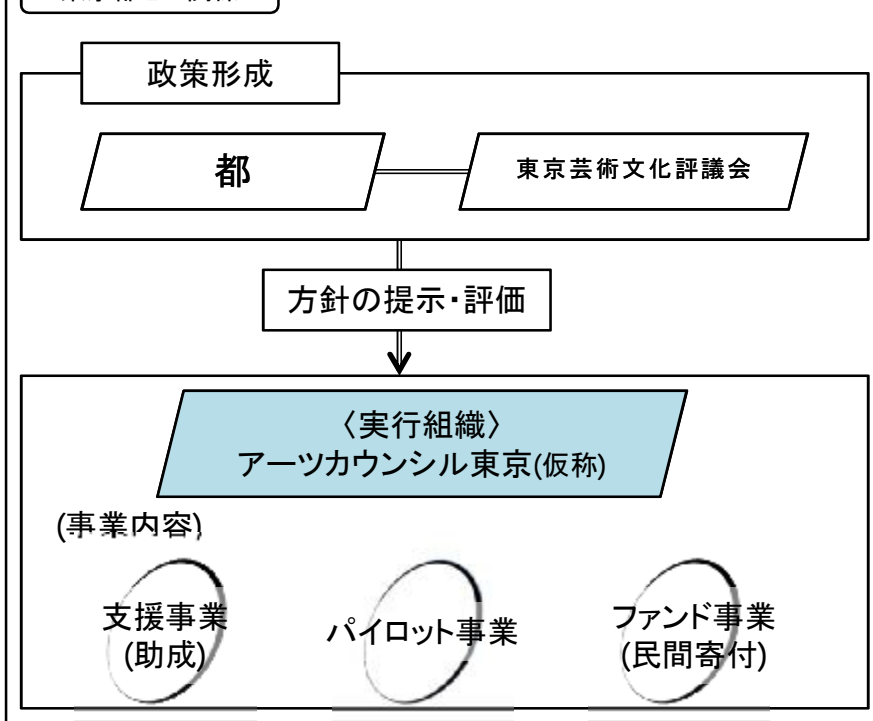 政策形成
都
東京芸術文化評議会
方針の提示・評価
〈実行組織〉
アーツカウンシル東京(仮称)
(事業内容)
支援事業
(助成)
パイロット事業
ファンド事業
(民間寄付)